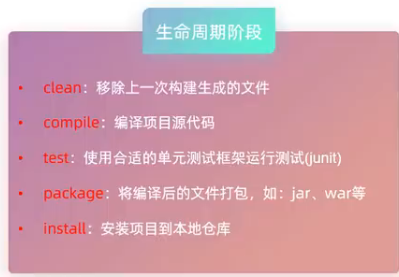 生命周期阶段
• clean：移除上一次构建生成的文件
• compile：编译项目源代码
• test：使用合适的单元测试框架运行测试(junit)
• package：将编译后的文件打包，如：jar、war等
• install：安装项目到本地仓库